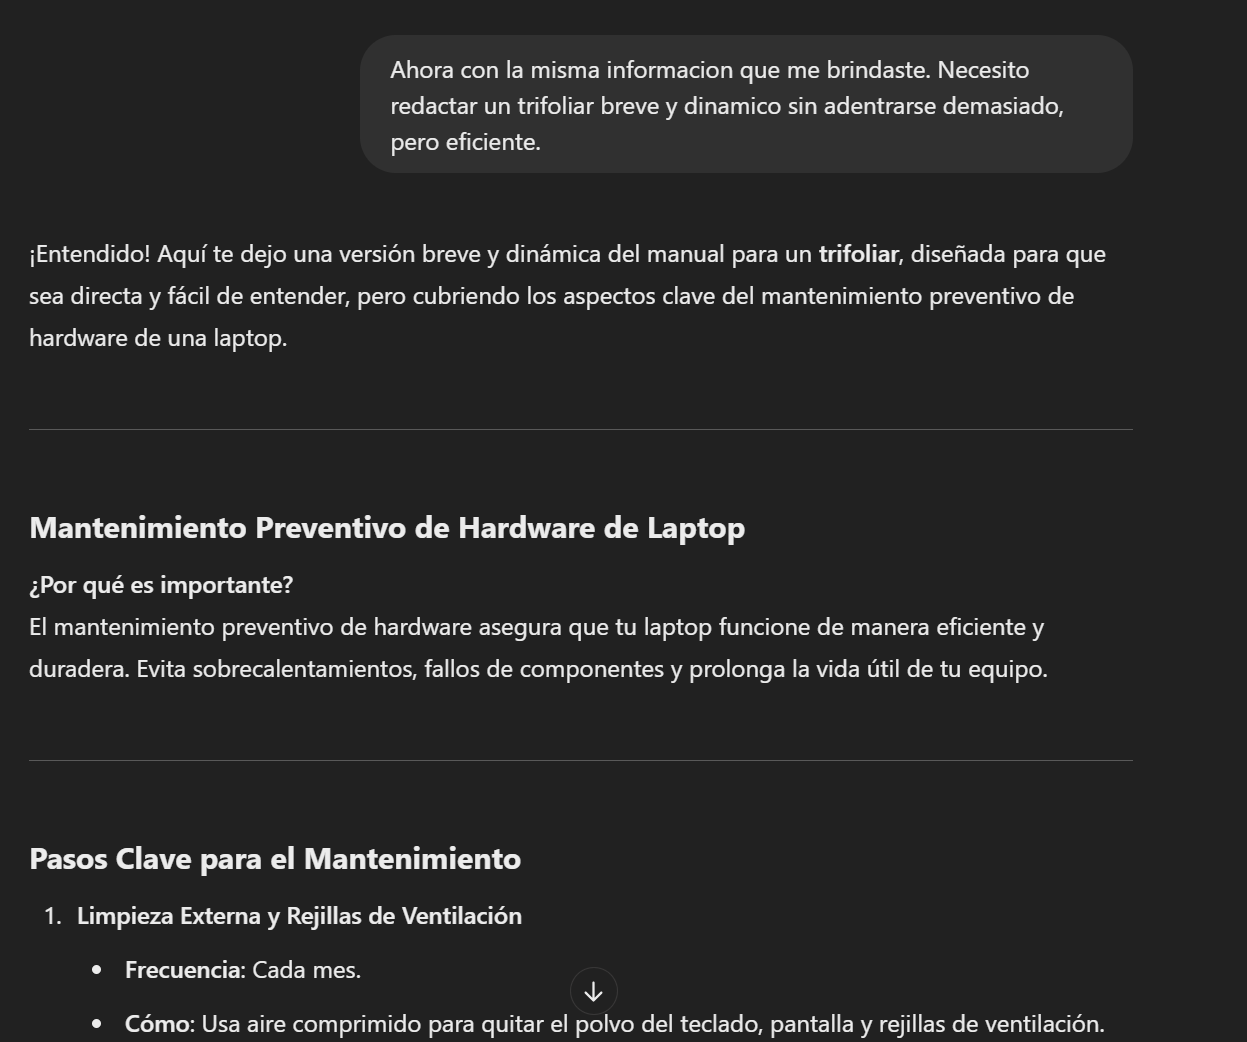 Ahora con la misma informacion que me brindaste. Necesito
redactar un trifoliar breve y dinamico sin adentrarse demasiado,
pero eficiente.
¡Entendido! Aquí te dejo una versión breve y dinámica del manual para un trifoliar, diseñada para que
sea directa y fácil de entender, pero cubriendo los aspectos clave del mantenimiento preventivo de
hardware de una laptop.
Mantenimiento Preventivo de Hardware de Laptop
¿Por qué es importante?
El mantenimiento preventivo de hardware asegura que tu laptop funcione de manera eficiente y
duradera. Evita sobrecalentamientos, fallos de componentes y prolonga la vida útil de tu equipo.
Pasos Clave para el Mantenimiento
1. Limpieza Externa y Rejillas de Ventilación
• Frecuencia: Cada mes.
• Cómo: Usa aire comprimido para quitar el polvo del teclado, pantalla y rejillas de ventilación.